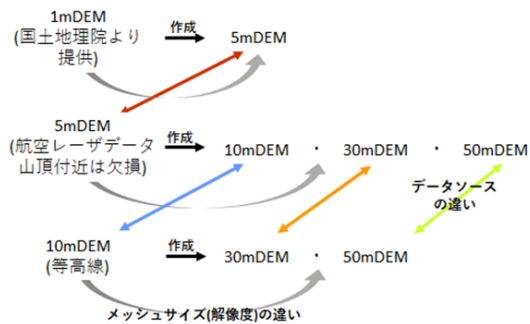 1mDEM
(国土地理院より
提供)
作成
5mDEM
5mDEM
(航空レーザデータ
山頂付近は欠損)
作成
10mDEM ・ 30mDEM ・ 50mDEM
データソース
の違い
10mDEM
(等高線)
作成
30mDEM ・ 50mDEM
メッシュサイズ(解像度)の違い